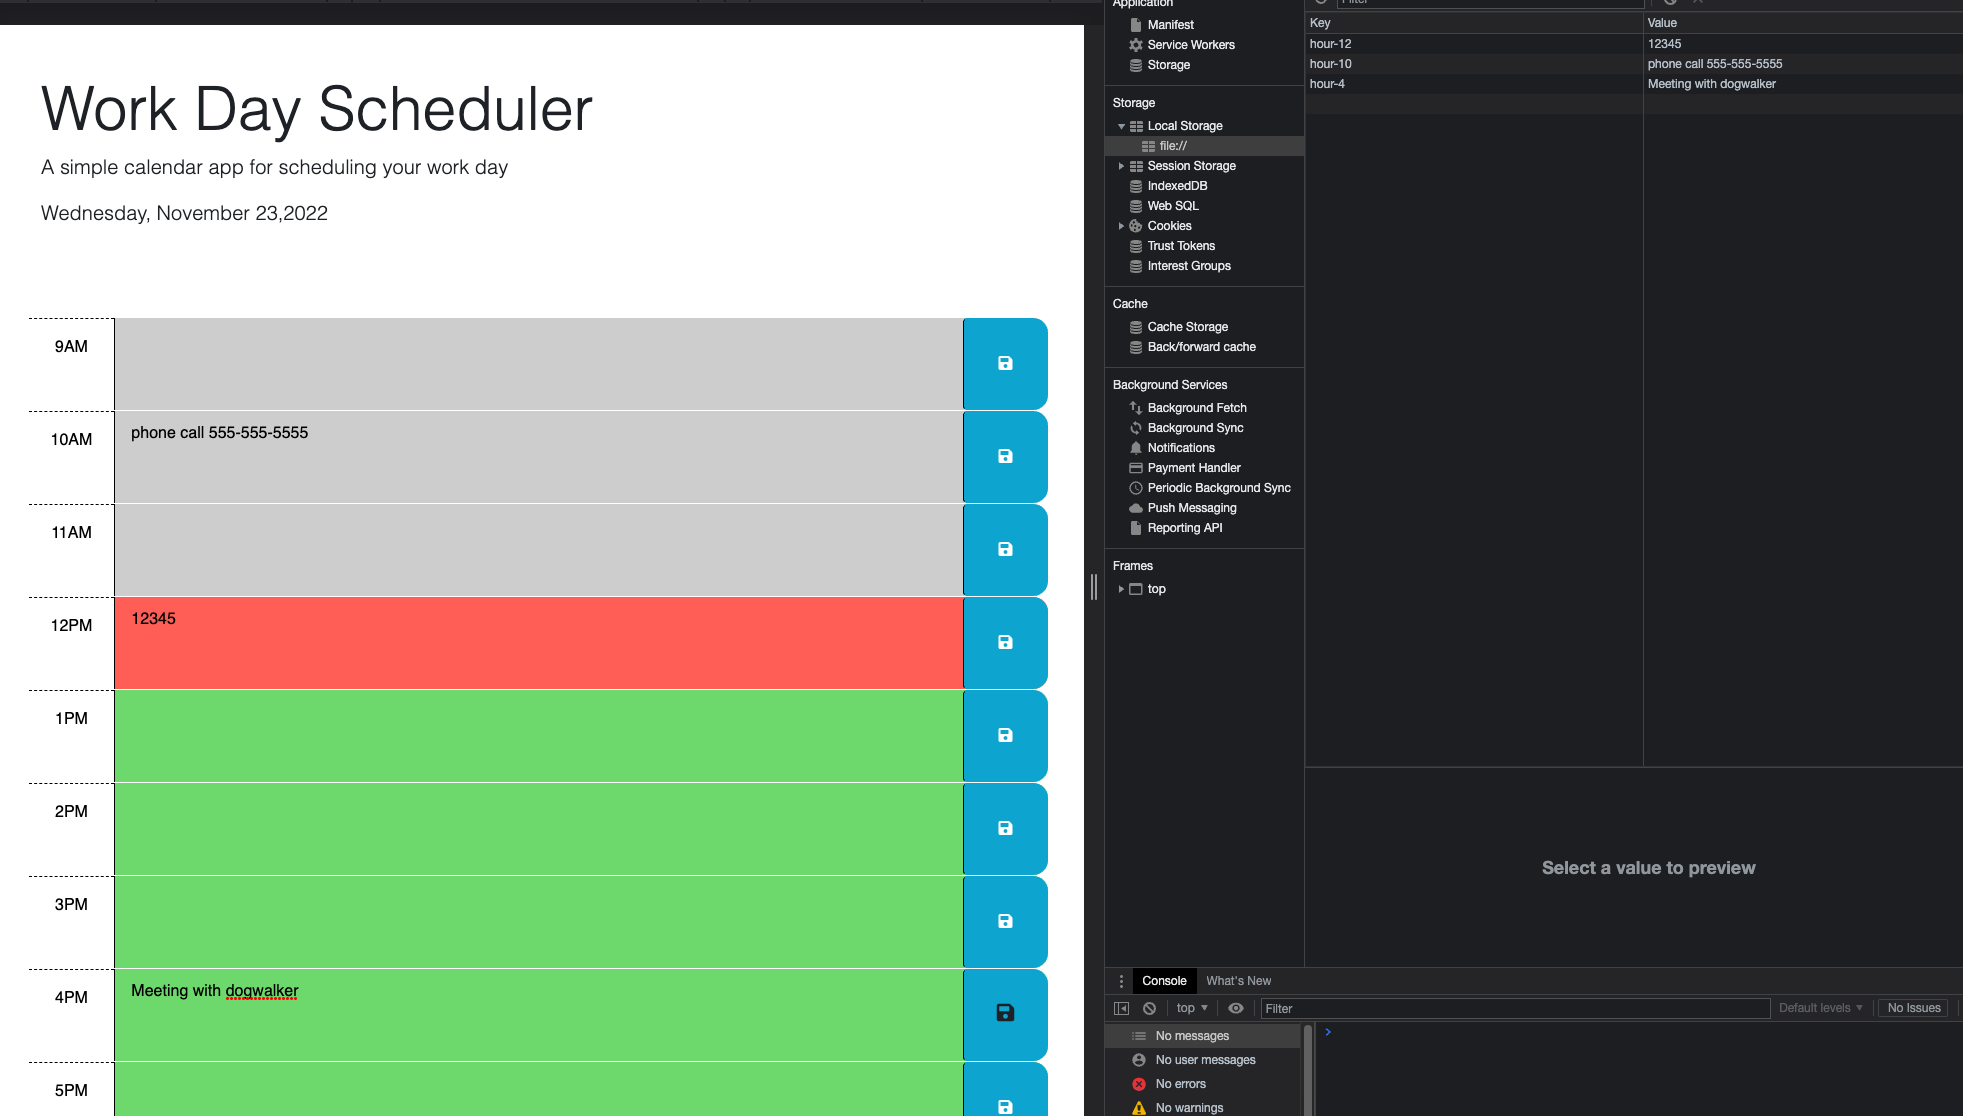 Work Day Scheduler
A simple calendar app for scheduling your work day
Wednesday, November 23,2022
9AM
10AM
phone call 555-555-5555
11AM
12PM
12345
1PM
2PM
3PM
4PM
Meeting with dogwalker
5PM
Application
Manifest
Service Workers
Storage
Storage
Local Storage
file://
Session Storage
IndexedDB
Web SQL
Cookies
Trust Tokens
Interest Groups
Cache
Cache Storage
Back/forward cache
Background Services
Background Fetch
Background Sync
Notifications
Payment Handler
Periodic Background Sync
Push Messaging
Reporting API
Frames
top
Filter
Key Value
hour-12 12345
hour-10 phone call 555-555-5555
hour-4 Meeting with dogwalker
Select a value to preview
Console What's New
top Filter Default levels No Issues
No messages
No user messages
No errors
No warnings